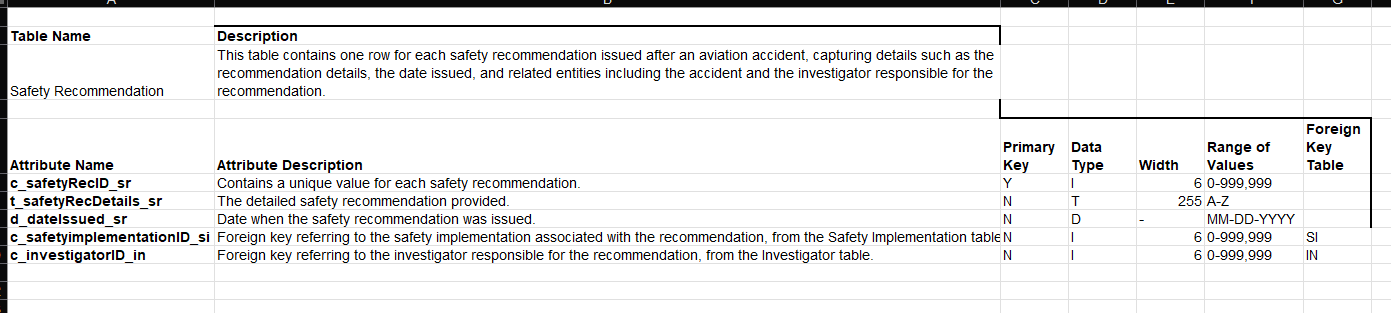 Table Name Description
This table contains one row for each safety recommendation issued after an aviation accident, capturing details such as the
recommendation details, the date issued, and related entities including the accident and the investigator responsible for the
Safety Recommendation recommendation.
Foreign
Primary Data Range of Key
Attribute Name Attribute Description Key Type Width Values Table
c_safetyRecID_sr Contains a unique value for each safety recommendation. Y I 6 0-999,999
t_safetyRecDetails_sr The detailed safety recommendation provided. N T 255 A-Z
d_dateIssued_sr Date when the safety recommendation was issued. N D - MM-DD-YYYY
c_safetyimplementationID_si Foreign key referring to the safety implementation associated with the recommendation, from the Safety Implementation table N I 6 0-999,999 SI
c_investigatorID_in Foreign key referring to the investigator responsible for the recommendation, from the Investigator table. N I 6 0-999,999 IN